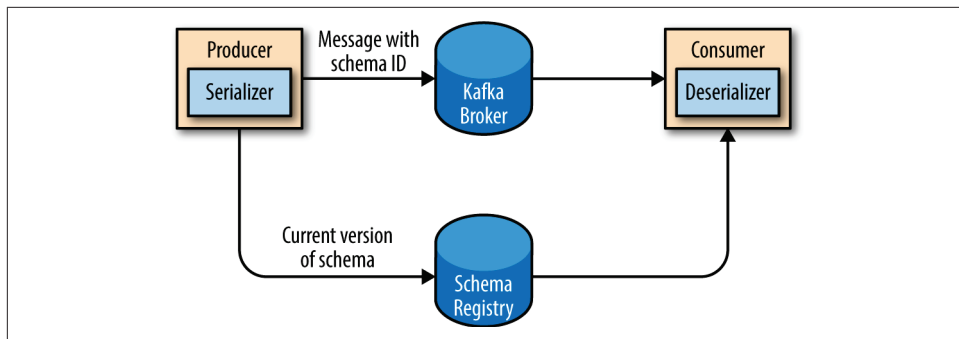 Producer
Serializer
Message with
schema ID
Kafka
Broker
Consumer
Deserializer
Current version
of schema
Schema
Registry